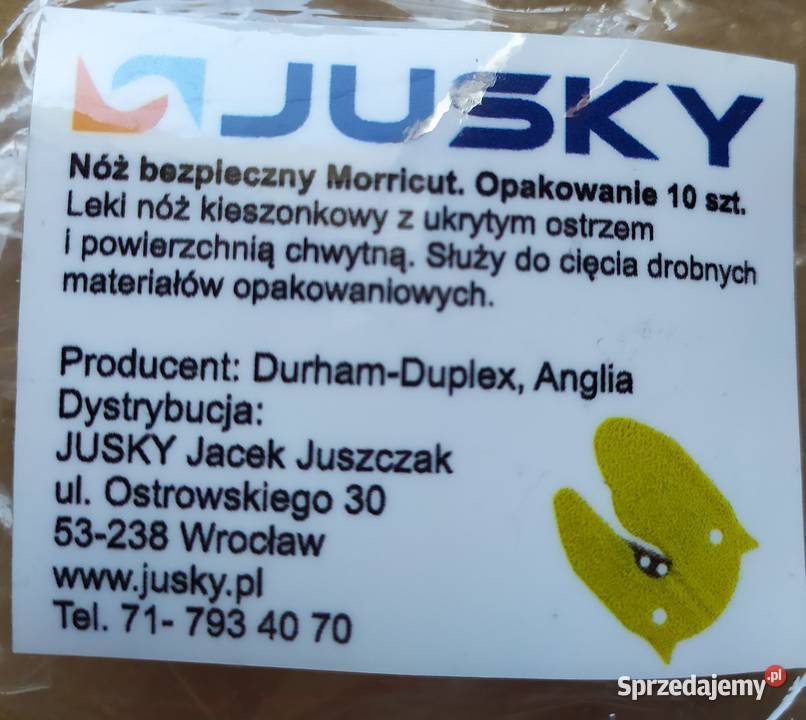 JUSKY
Nóż bezpieczny Morricut. Opakowanie 10 szt.
Leki nóż kieszonkowy z ukrytym ostrzem
i powierzchnią chwytną. Służy do cięcia drobnych
materiałów opakowaniowych.
Producent: Durham-Duplex, Anglia
Dystrybucja:
JUSKY Jacek Juszczak
ul. Ostrowskiego 30
53-238 Wrocław
www.jusky.pl
Tel. 71- 793 40 70
Sprzedajemy.pl